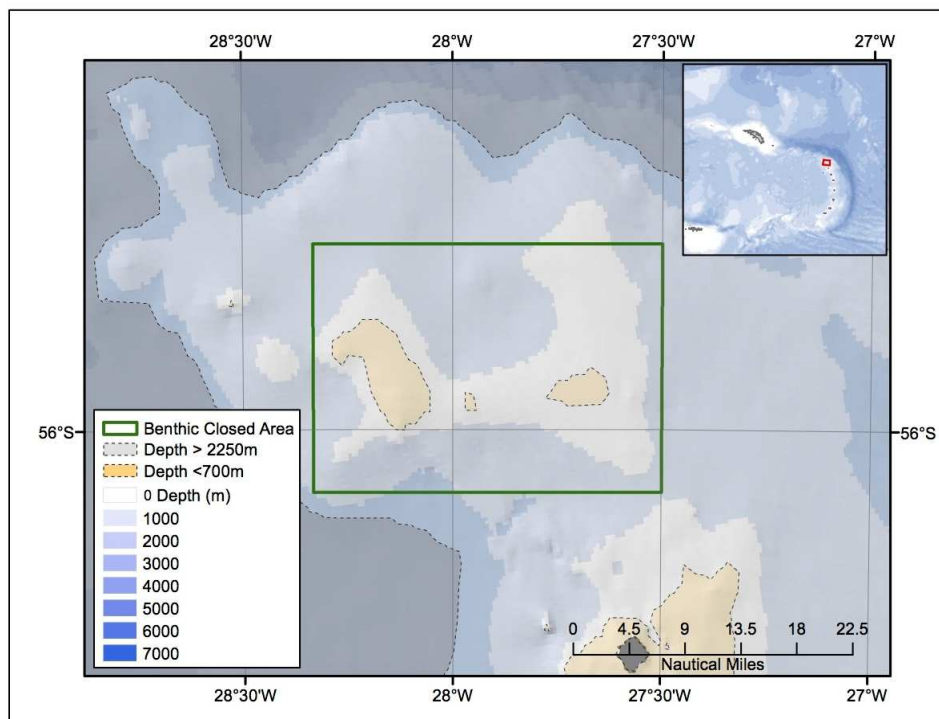 28°30'W 28°W 27°30'W 27°W
56°S 56°S
Benthic Closed Area
Depth > 2250m
Depth <700m
0 Depth (m)
1000
2000
3000
4000
5000
6000
7000
0 4.5 9 13.5 18 22.5
Nautical Miles
28°30'W 28°W 27°30'W 27°W